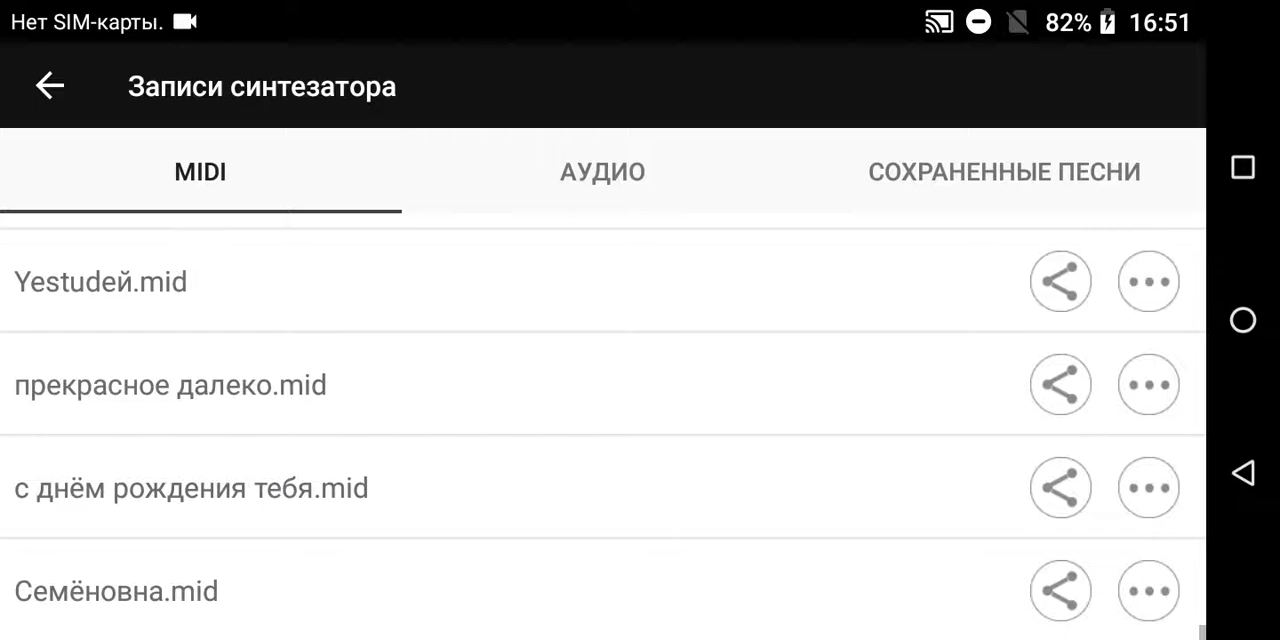 Нет SIM-карты.
82% 16:51
Записи синтезатора
MIDI АУДИО СОХРАНЕННЫЕ ПЕСНИ
Yestudeй.mid
прекрасное далеко.mid
с днём рождения тебя.mid
Семёновна.mid